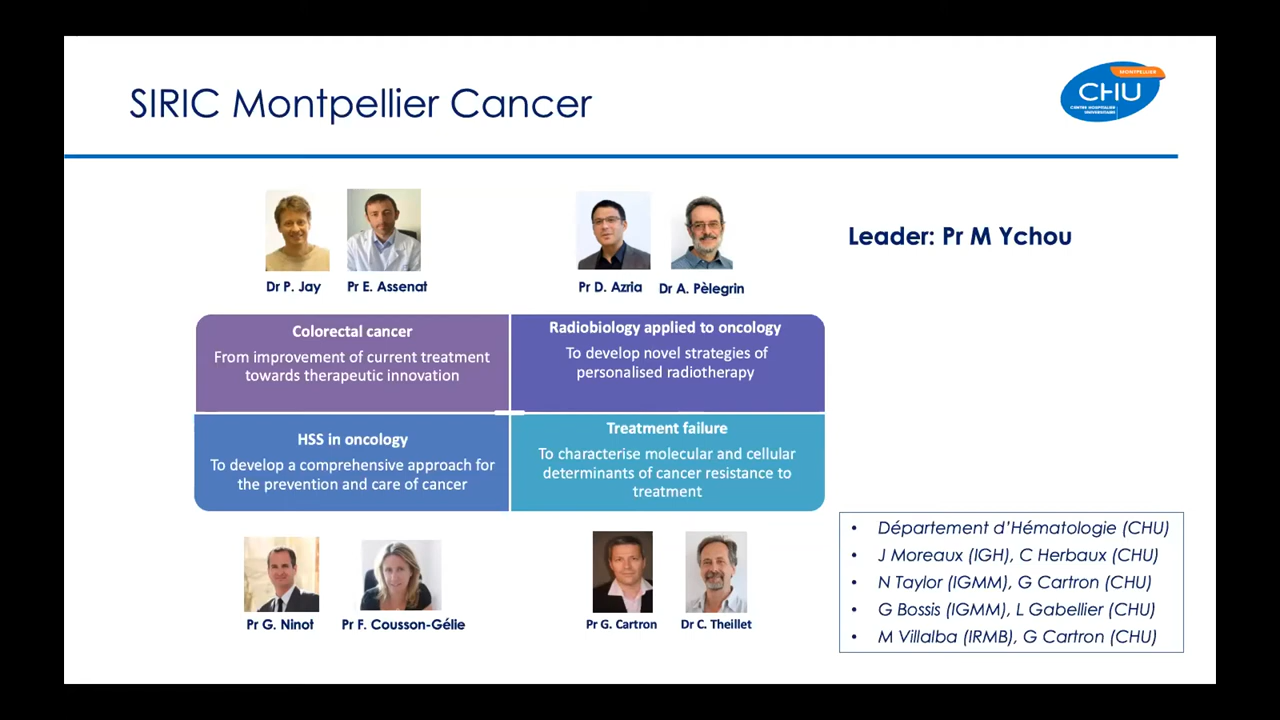 SIRIC Montpellier Cancer
MONTPELLIER
CHU
CENTRE HOSPITALIER
UNIVERSITAIRE
Leader: Pr M Ychou
Dr P. Jay
Pr E. Assenat
Pr D. Azria
Dr A. Pèlegrin
Colorectal cancer
From improvement of current treatment
towards therapeutic innovation
Radiobiology applied to oncology
To develop novel strategies of
personalised radiotherapy
HSS in oncology
To develop a comprehensive approach for
the prevention and care of cancer
Treatment failure
To characterise molecular and cellular
determinants of cancer resistance to
treatment
Pr G. Ninot
Pr F. Cousson-Gélie
Pr G. Cartron
Dr C. Theillet
• Département d’Hématologie (CHU)
• J Moreaux (IGH), C Herbaux (CHU)
• N Taylor (IGMM), G Cartron (CHU)
• G Bossis (IGMM), L Gabellier (CHU)
• M Villalba (IRMB), G Cartron (CHU)